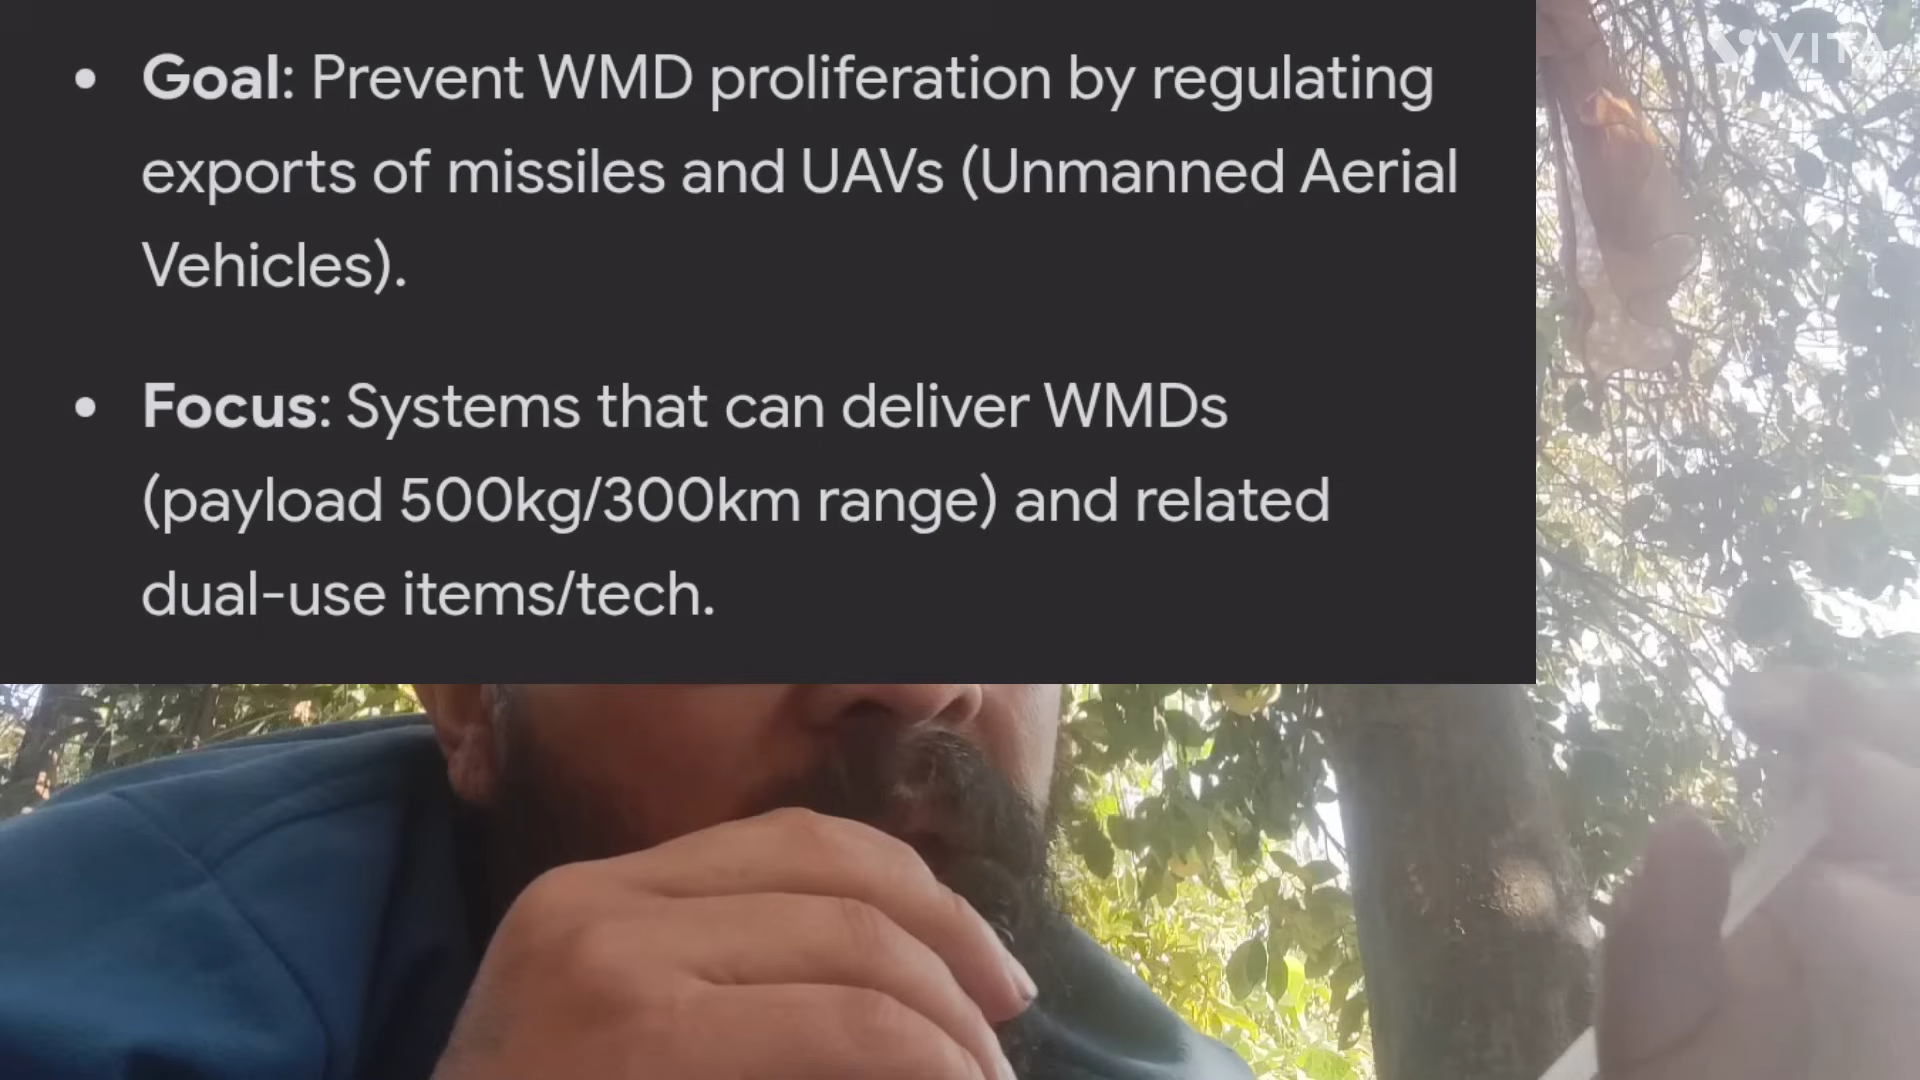 VITA
• Goal: Prevent WMD proliferation by regulating
exports of missiles and UAVs (Unmanned Aerial
Vehicles).
• Focus: Systems that can deliver WMDs
(payload 500kg/300km range) and related
dual-use items/tech.